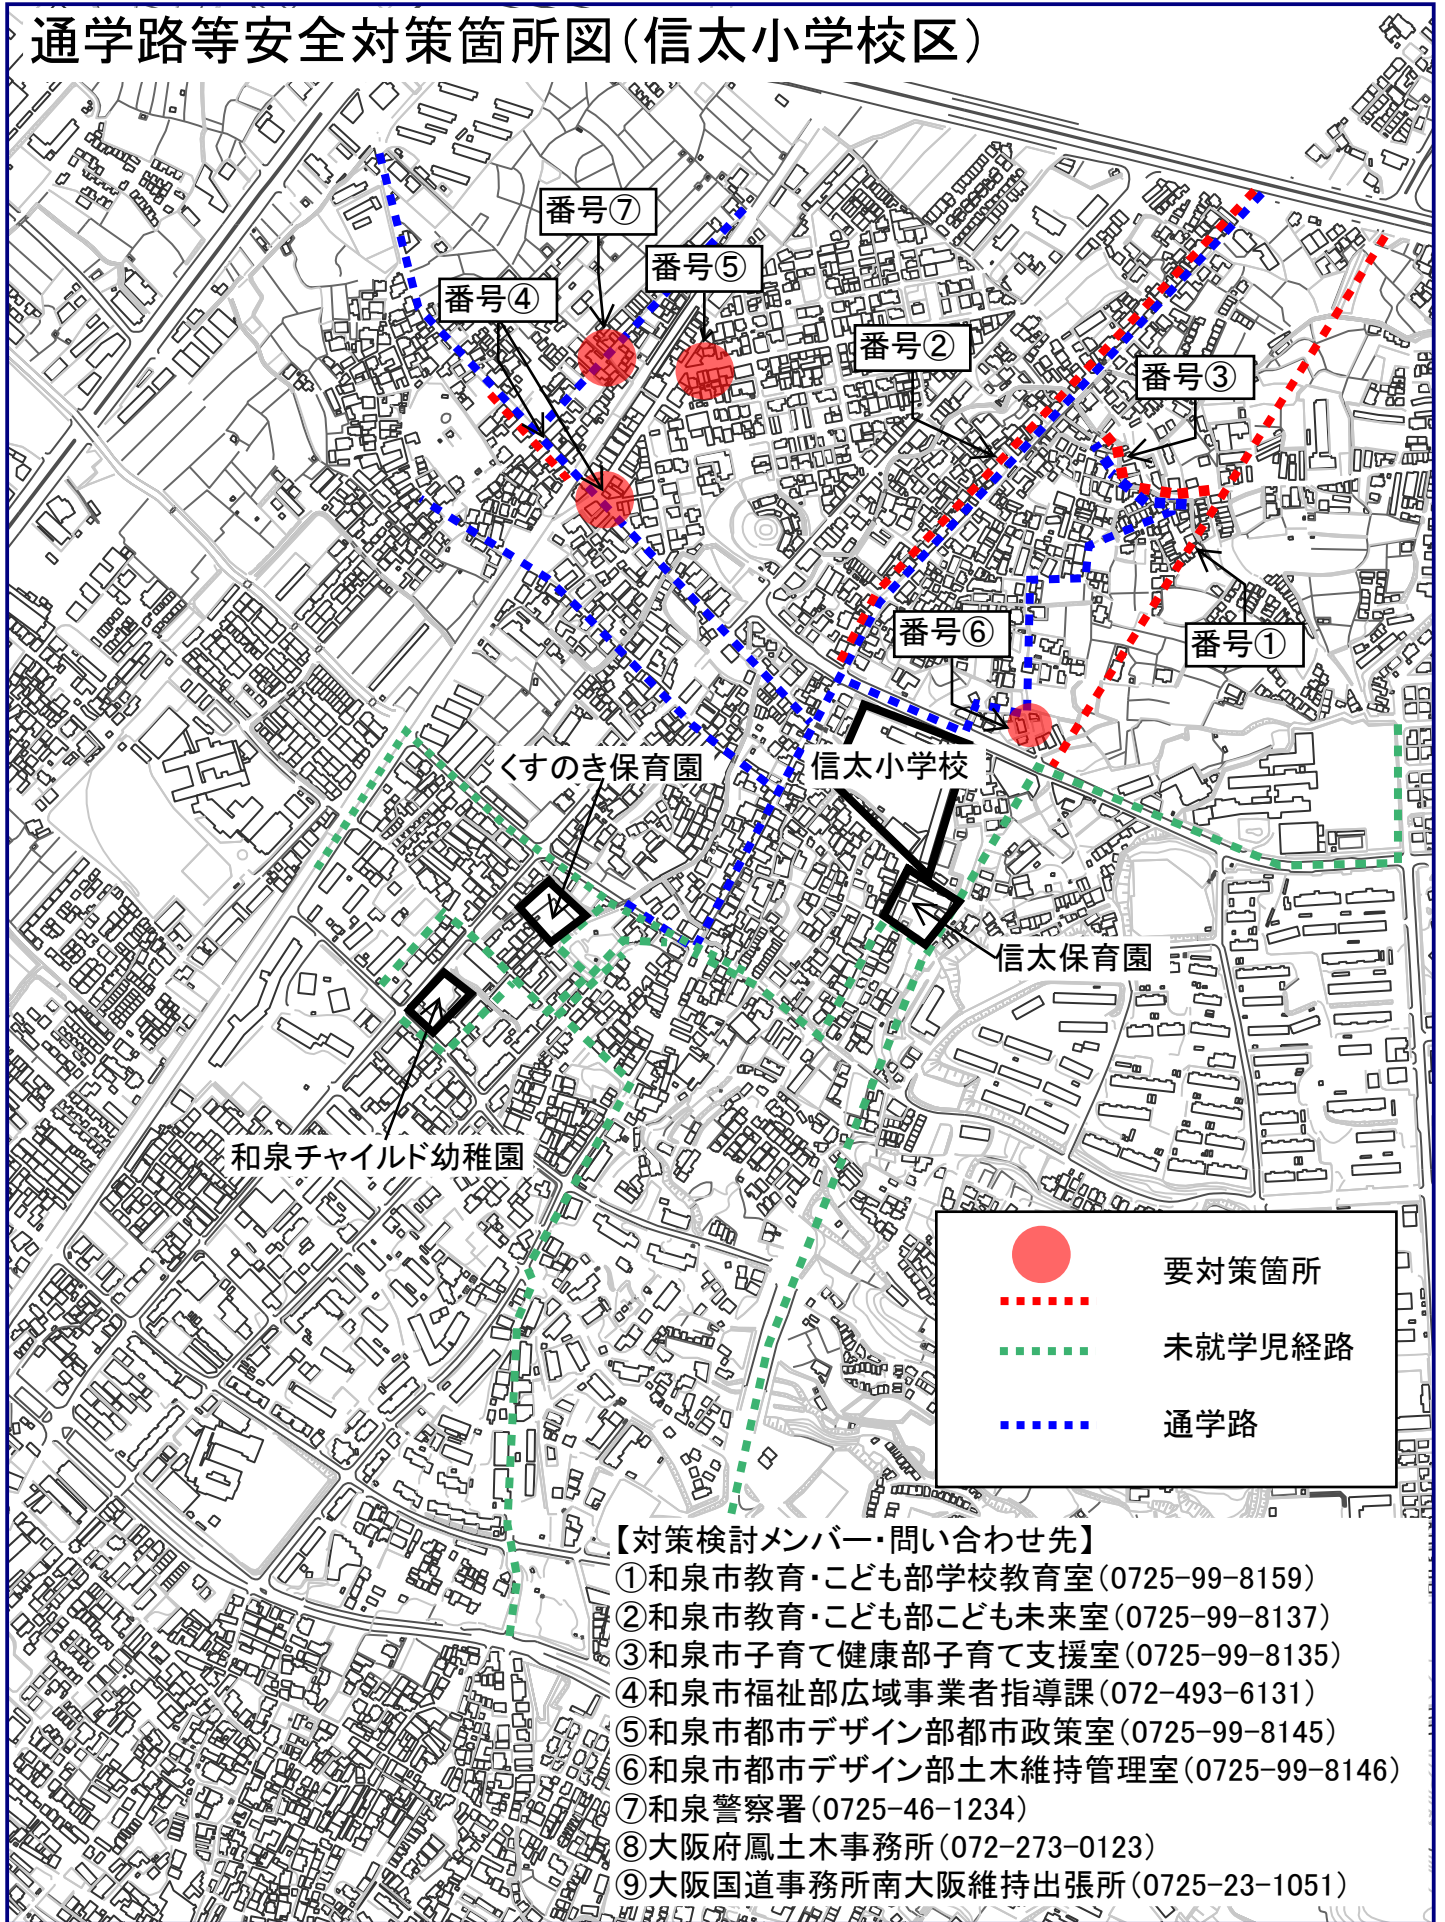 通学路等安全対策箇所図(信太小学校区)
番号⑦
番号⑤
番号④
番号②
番号③
番号⑥
番号①
くすのき保育園
信太小学校
信太保育園
和泉チャイルド幼稚園
要対策箇所
未就学児経路
通学路
【対策検討メンバー・問い合わせ先】
①和泉市教育・こども部学校教育室(0725-99-8159)
②和泉市教育・こども部こども未来室(0725-99-8137)
③和泉市子育て健康部子育て支援室(0725-99-8135)
④和泉市福祉部広域事業者指導課(072-493-6131)
⑤和泉市都市デザイン部都市政策室(0725-99-8145)
⑥和泉市都市デザイン部土木維持管理室(0725-99-8146)
⑦和泉警察署(0725-46-1234)
⑧大阪府鳳土木事務所(072-273-0123)
⑨大阪国道事務所南大阪維持出張所(0725-23-1051)